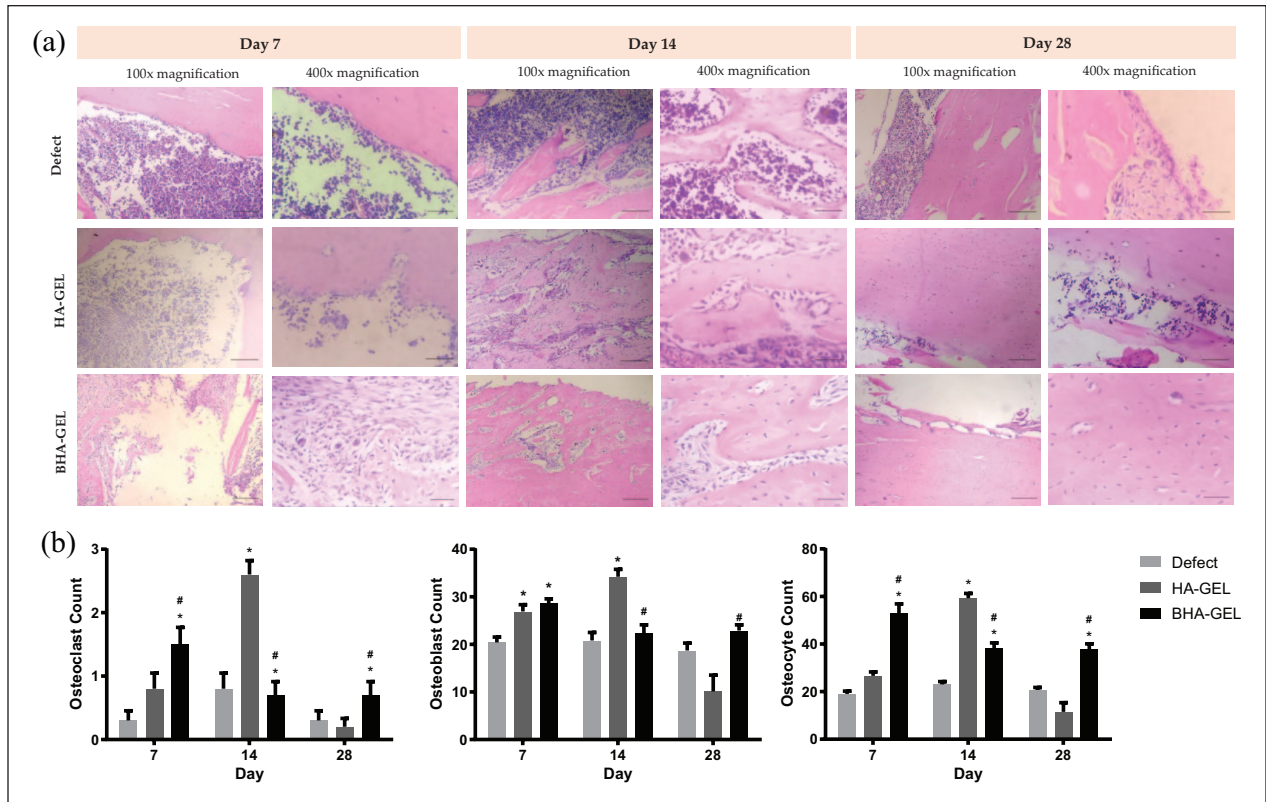 (a)
Day 7 Day 14 Day 28
100x magnification 400x magnification 100x magnification 400x magnification 100x magnification 400x magnification
Defect
HA-GEL
BHA-GEL
(b)
Osteoclast Count
3
2
1
0
#
*
*
#
*
#
*
7 14 28
Day
Osteoblast Count
40
30
20
10
0
*
*
*
#
#
7 14 28
Day
Osteocyte Count
80
60
40
20
0
#
*
*
#
*
#
*
7 14 28
Day
Defect
HA-GEL
BHA-GEL